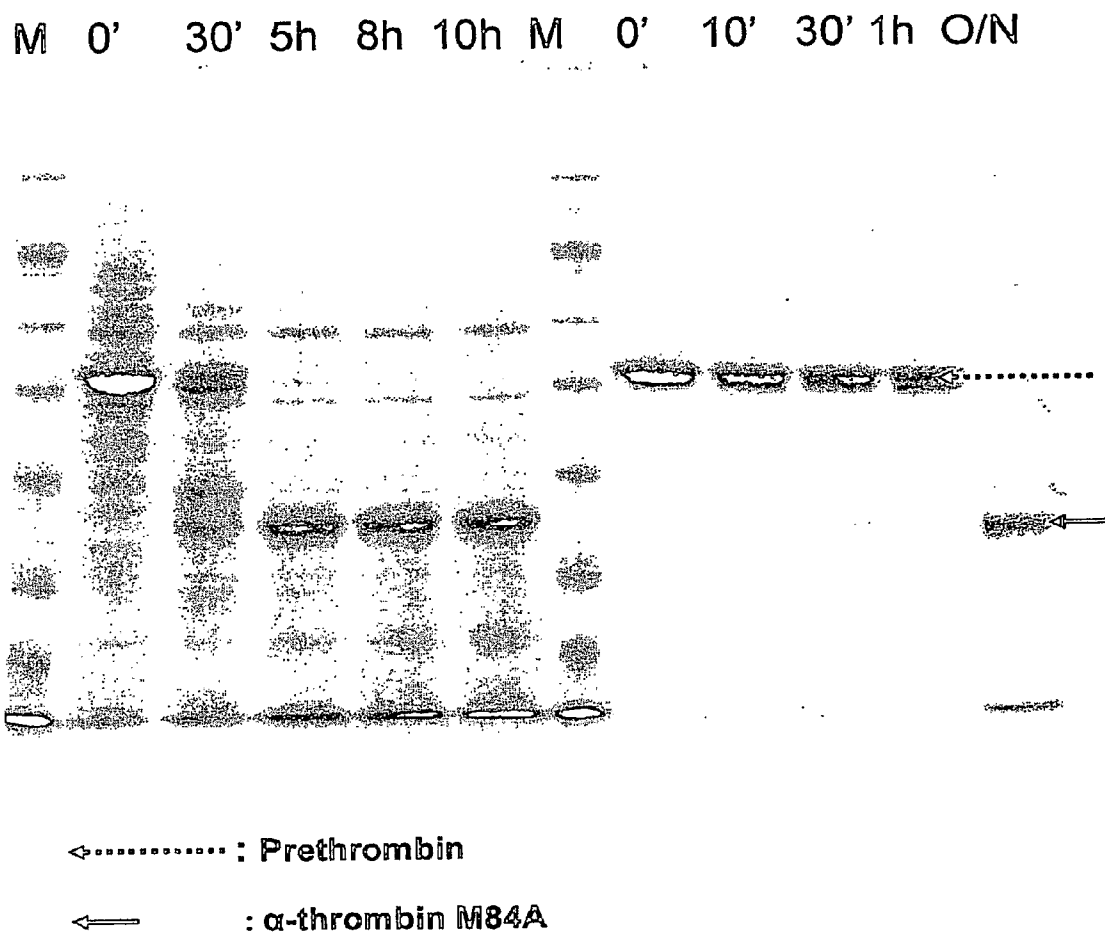 M 0' 30' 5h 8h 10h M 0' 10' 30' 1h O/N
: Prethrombin
: α-thrombin M84A